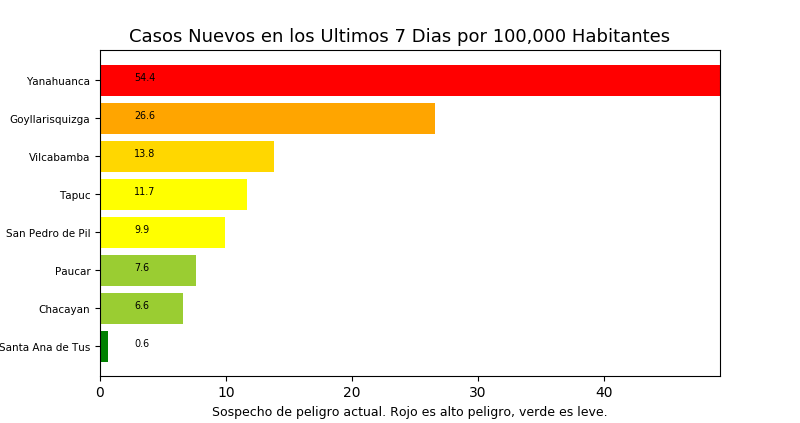 Casos Nuevos en los Ultimos 7 Dias por 100,000 Habitantes
Yanahuanca 54.4
Goyllarisquizga 26.6
Vilcabamba 13.8
Tapuc 11.7
San Pedro de Pil 9.9
Paucar 7.6
Chacayan 6.6
Santa Ana de Tus 0.6
0 10 20 30 40
Sospecho de peligro actual. Rojo es alto peligro, verde es leve.